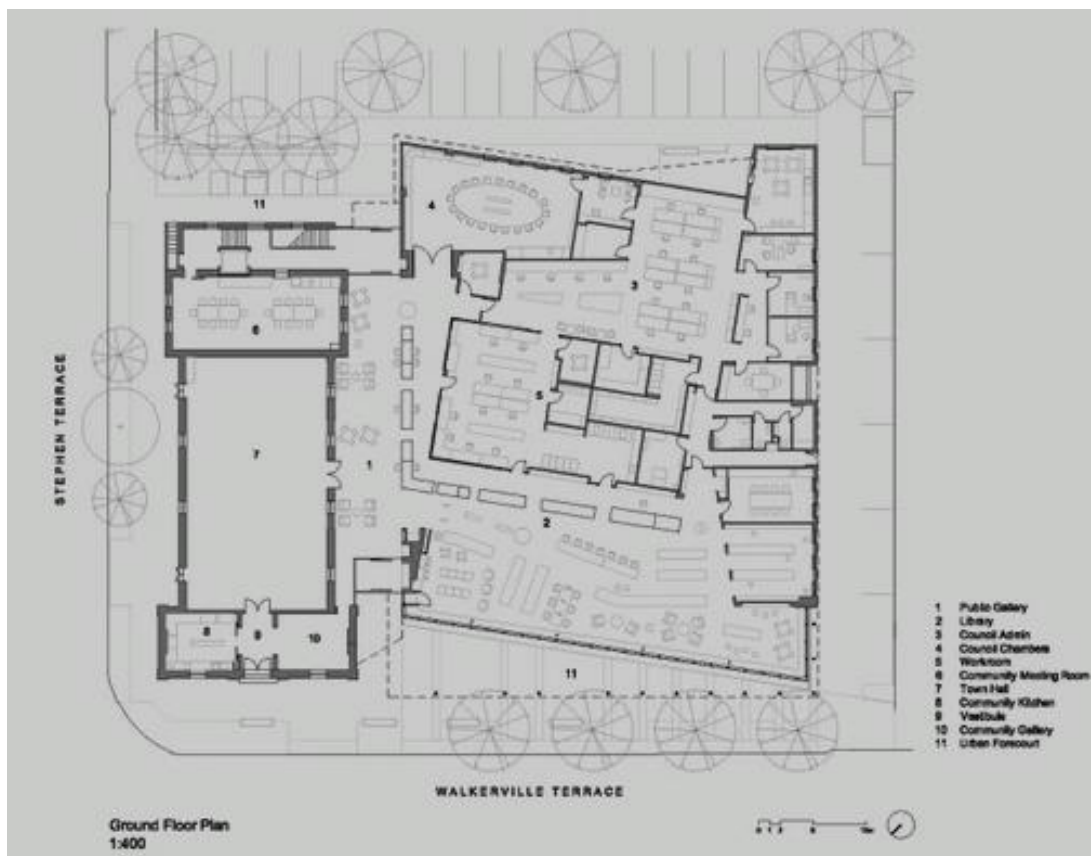 11
4
3
6
5
7
1
2
8
9
10
11
STEPHEN TERRACE
1 Public Gallery
2 Library
3 Council Admin
4 Council Chambers
5 Workroom
6 Community Meeting Room
7 Town Hall
8 Community Kitchen
9 Vestibule
10 Community Gallery
11 Urban Forecourt
WALKERVILLE TERRACE
Ground Floor Plan
1:400